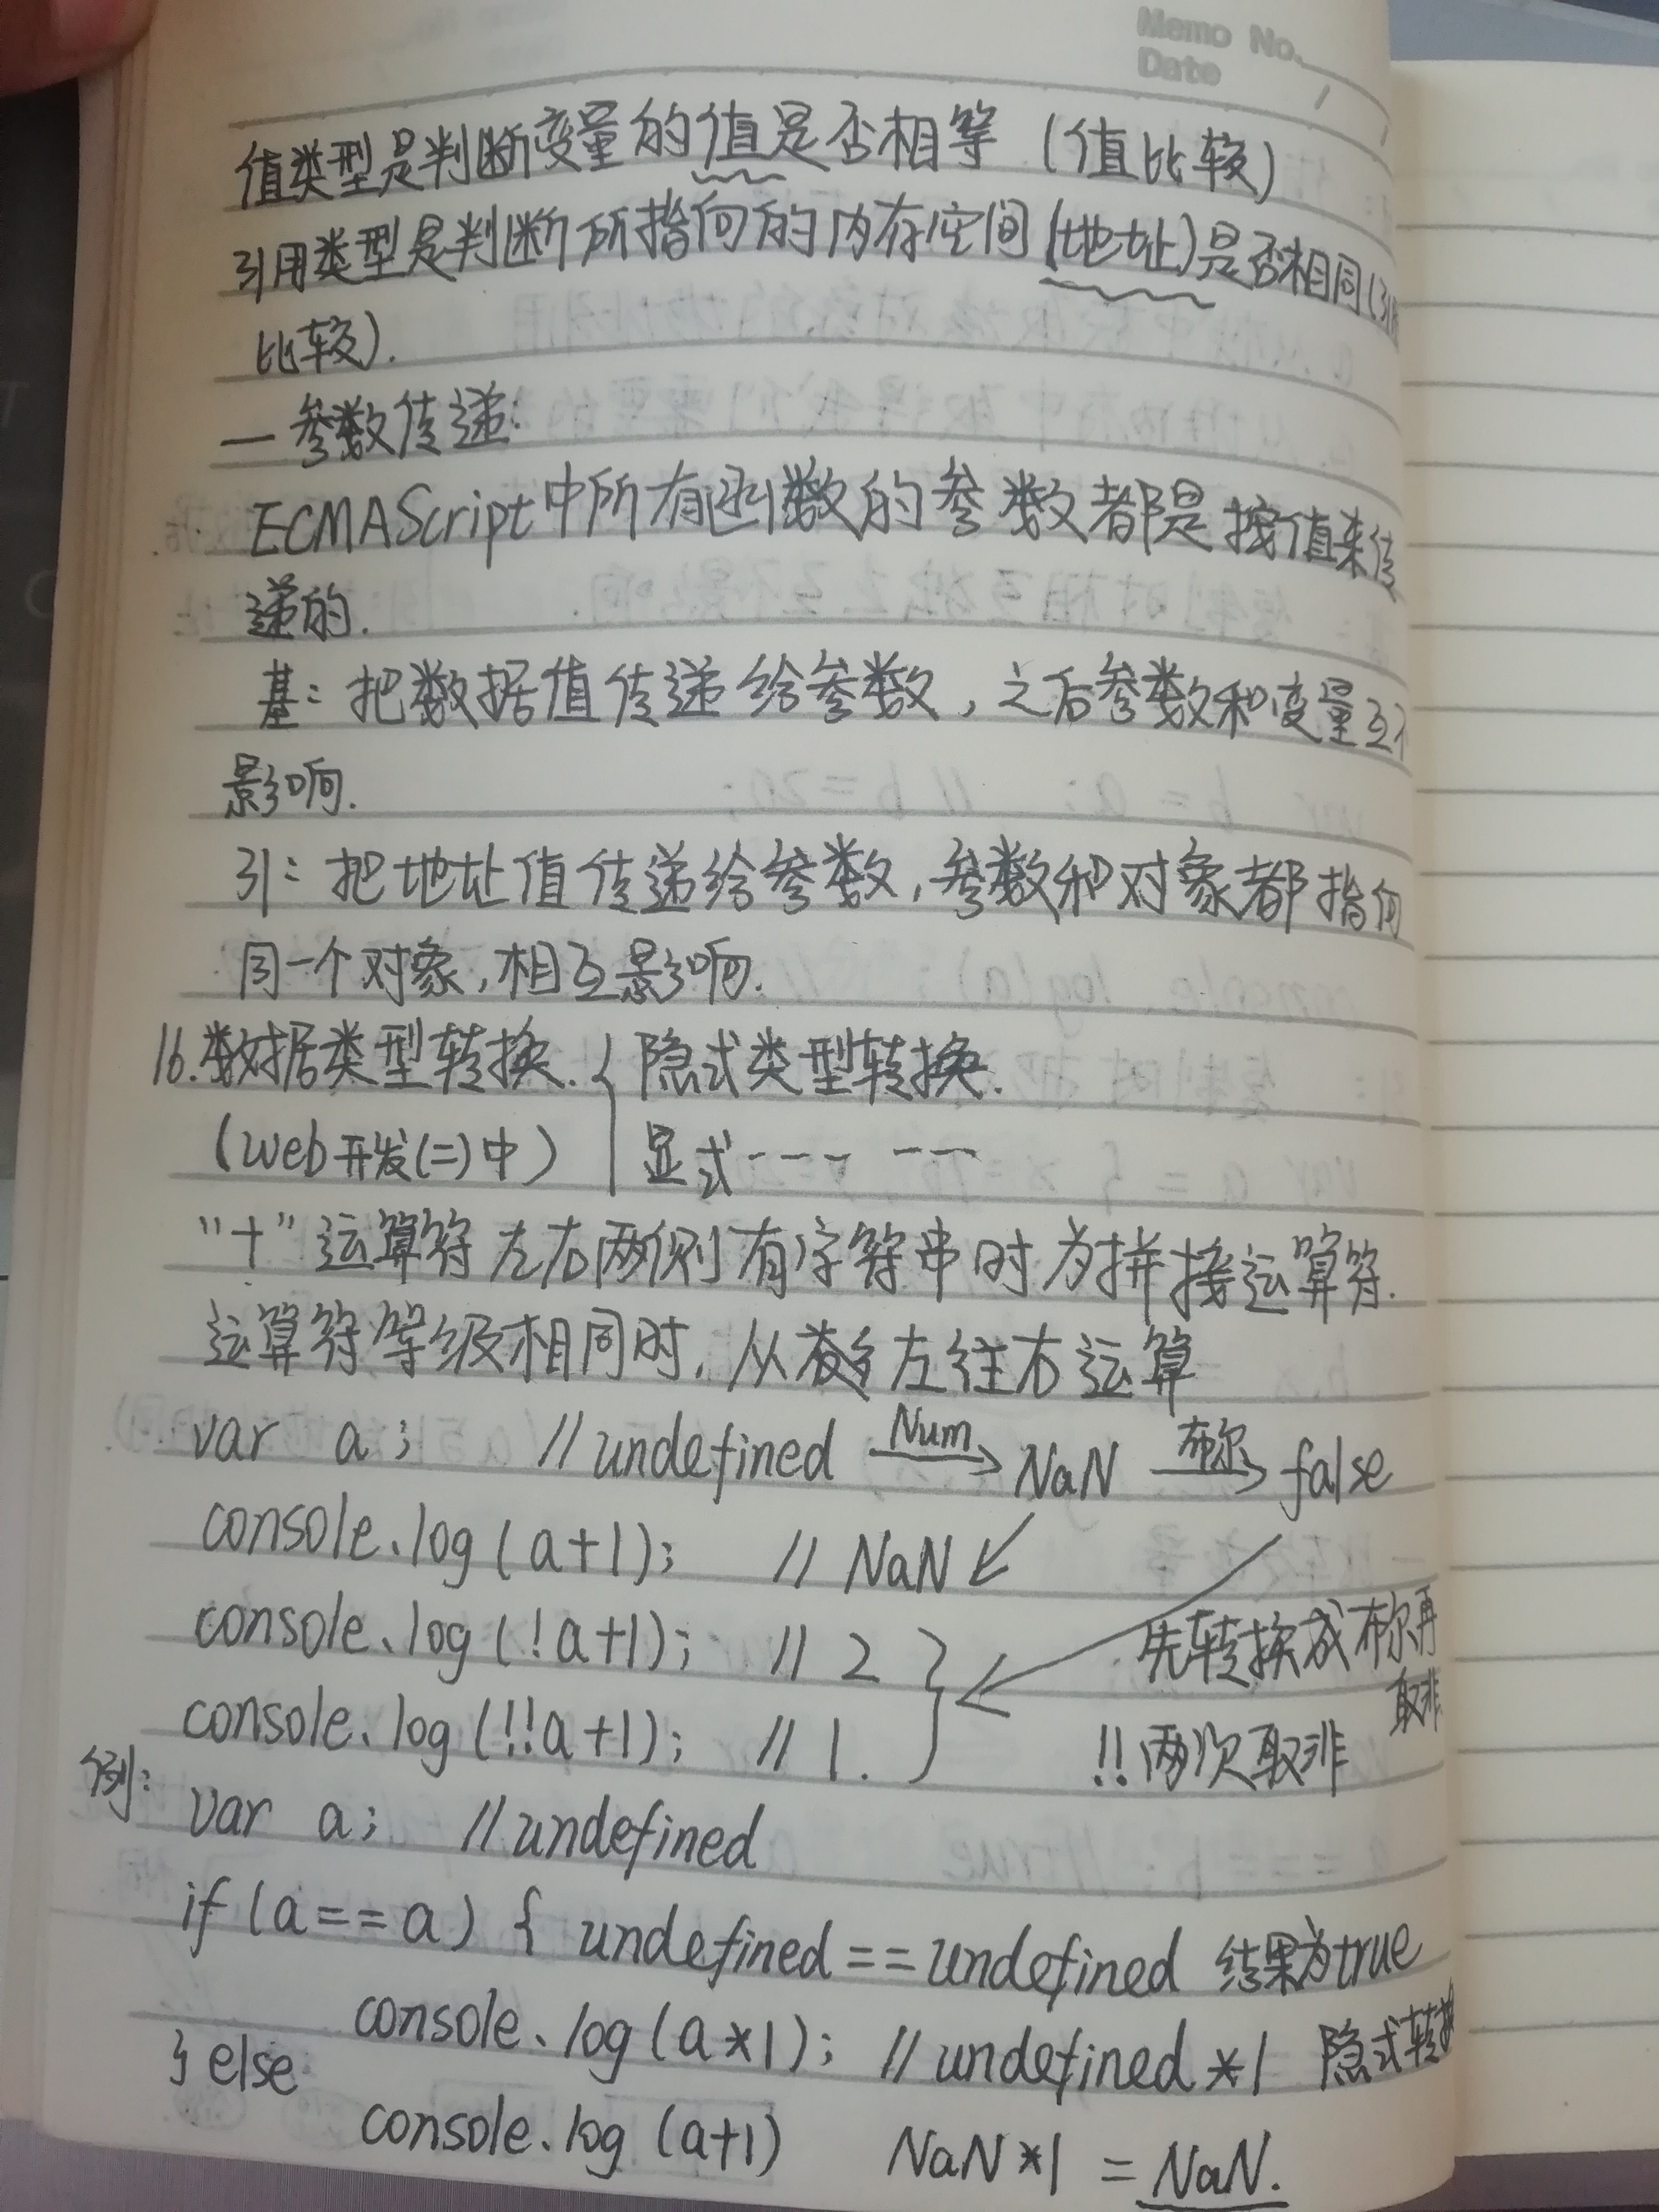 Memo No.
Date / /
值类型是判断变量的值是否相等 (值比较)
引用类型是判断所指向的内存空间(地址)是否相同(引
比较).
一参数传递:
ECMAScript中所有函数的参数都是按值来传
递的.
基: 把数据值传递给参数, 之后参数和变量互不
影响.
引: 把地址值传递给参数, 参数和对象都指向
同一个对象, 相互影响.
16.数据类型转换. { 隐式类型转换.
(web开发(二)中) 显式---- ---
“+” 运算符左右两侧有字符串时为拼接运算符.
运算符等级相同时, 从左往右运算
var a; //undefined Num→ NaN 布尔→ false
console.log(a+1); // NaN
console.log(!a+1); // 2 } 先转换成布尔再
取非
console.log(!!a+1); // 1. !!两次取非
例:
var a; //undefined
if (a==a) { undefined==undefined 结果为true
console.log(a*1); //undefined*1 隐式转换
} else
console.log (a+1) NaN*1 = NaN.